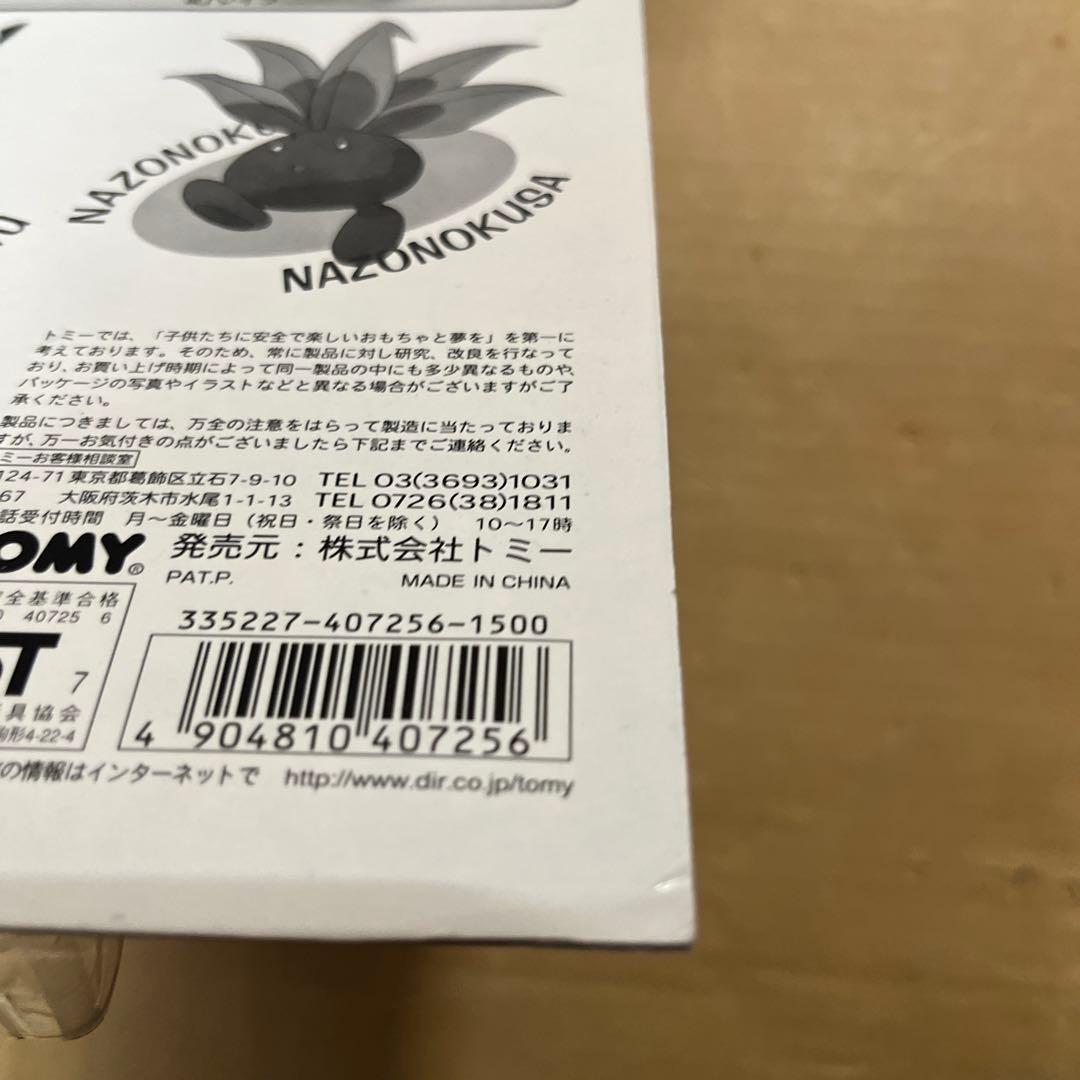 NAZONOKU
NAZONOKUSA
トミーでは、「子供たちに安全で楽しいおもちゃと夢を」を第一に
考えております。そのため、常に製品に対し研究、改良を行なって
おり、お買い上げ時期によって同一製品の中にも多少異なるものや、
パッケージの写真やイラストなどと異なる場合がございますがご了
承ください。
製品につきましては、万全の注意をはらって製造に当たっておりま
すが、万一お気付きの点がございましたら下記までご連絡ください。
ミーお客様相談室
124-71 東京都葛飾区立石7-9-10 TEL 03(3693)1031
67 大阪府茨木市水尾1-1-13 TEL 0726(38)1811
話受付時間 月〜金曜日(祝日・祭日を除く) 10〜17時
TOMY® 発売元:株式会社トミー
PAT.P. MADE IN CHINA
全基準合格
40725 6
ST 7
具協会
駒形4-22-4
335227-407256-1500
4 904810 407256
の情報はインターネットで http://www.dir.co.jp/tomy